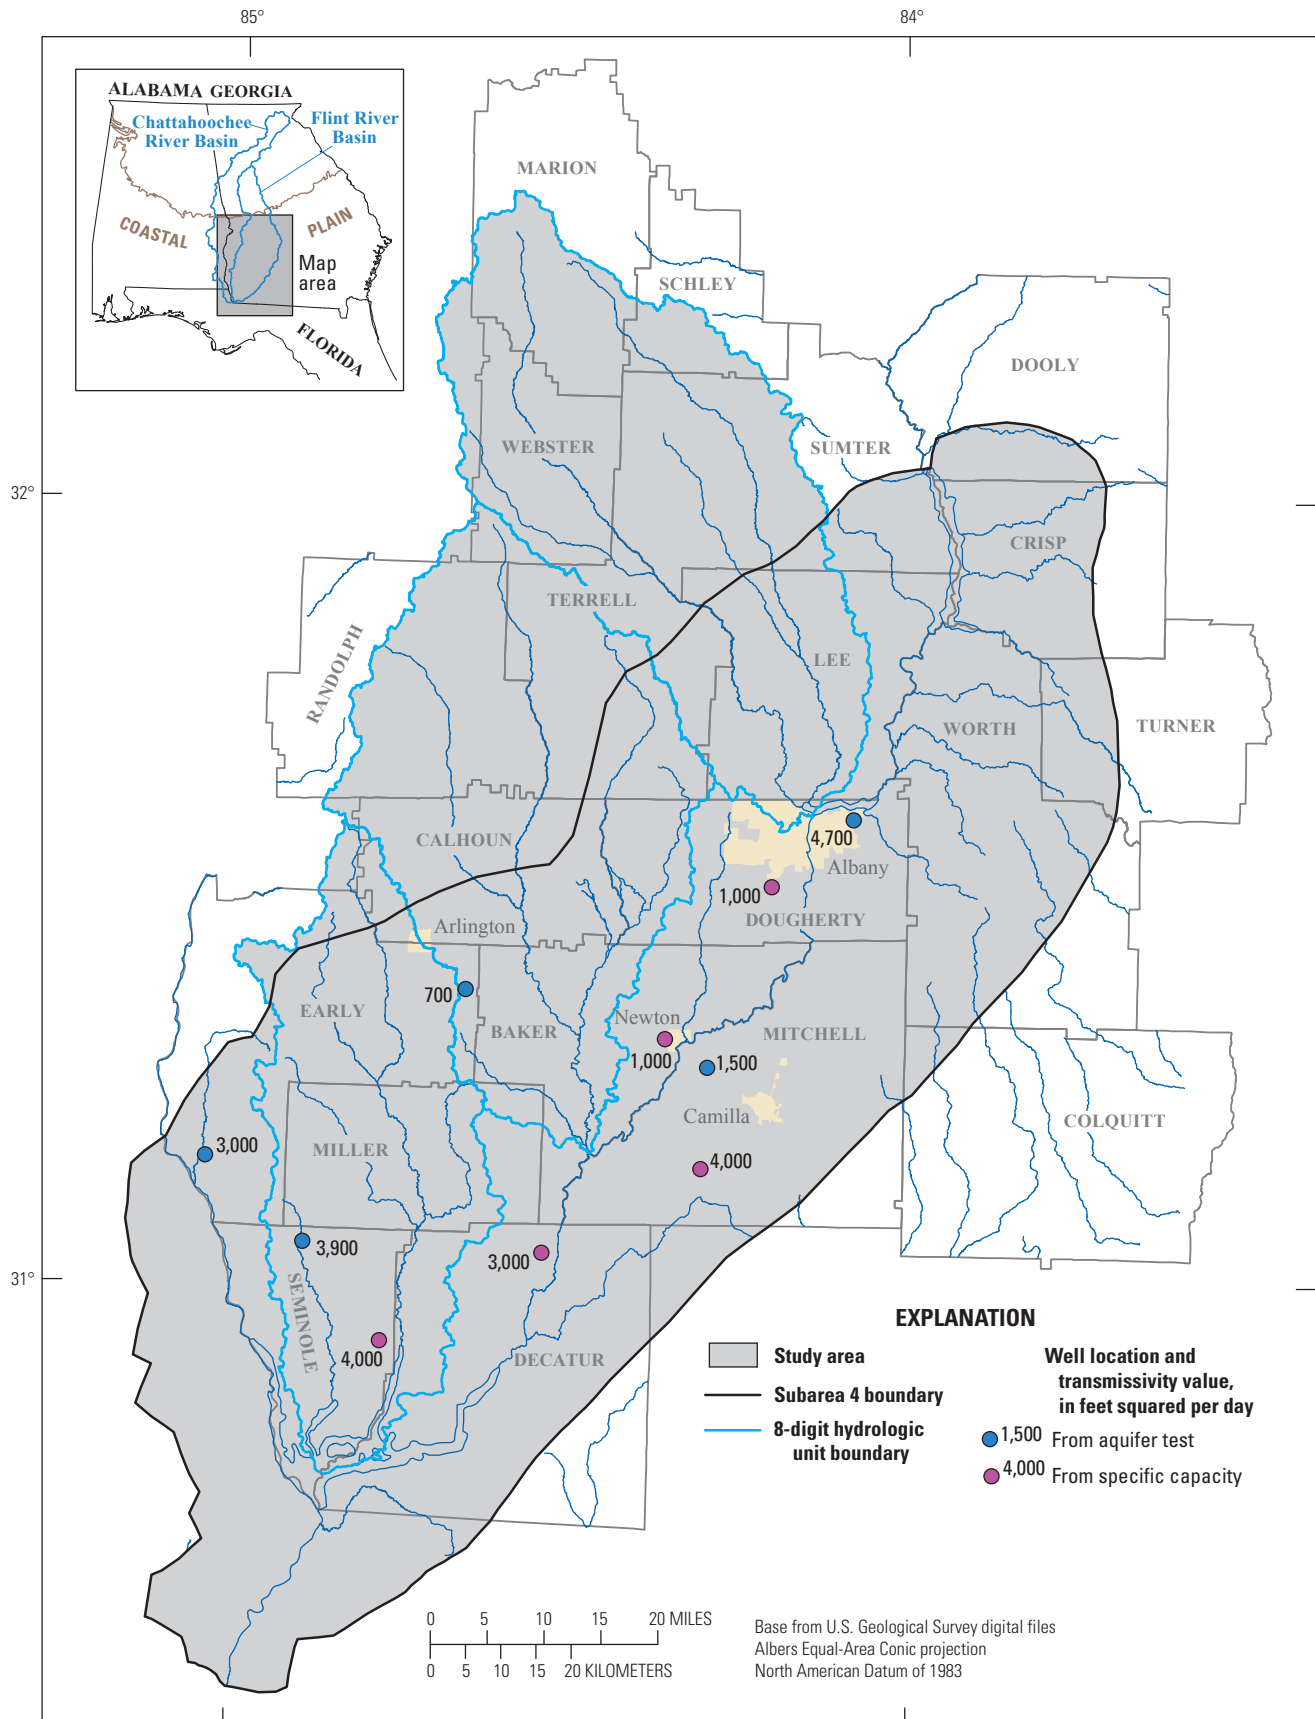 85°
84°
ALABAMA GEORGIA
Chattahoochee
River Basin
Flint River
Basin
COASTAL
PLAIN
Map
area
FLORIDA
MARION
SCHLEY
DOOLY
WEBSTER
SUMTER
32°
CRISP
TERRELL
RANDOLPH
LEE
WORTH
TURNER
CALHOUN
4,700
Albany
1,000
DOUGHERTY
Arlington
700
EARLY
BAKER
Newton
1,000
MITCHELL
1,500
Camilla
COLQUITT
3,000
MILLER
4,000
3,900
3,000
31°
SEMINOLE
4,000
DECATUR
EXPLANATION
Study area
Subarea 4 boundary
8-digit hydrologic
unit boundary
Well location and
transmissivity value,
in feet squared per day
1,500 From aquifer test
4,000 From specific capacity
0 5 10 15 20 MILES
0 5 10 15 20 KILOMETERS
Base from U.S. Geological Survey digital files
Albers Equal-Area Conic projection
North American Datum of 1983